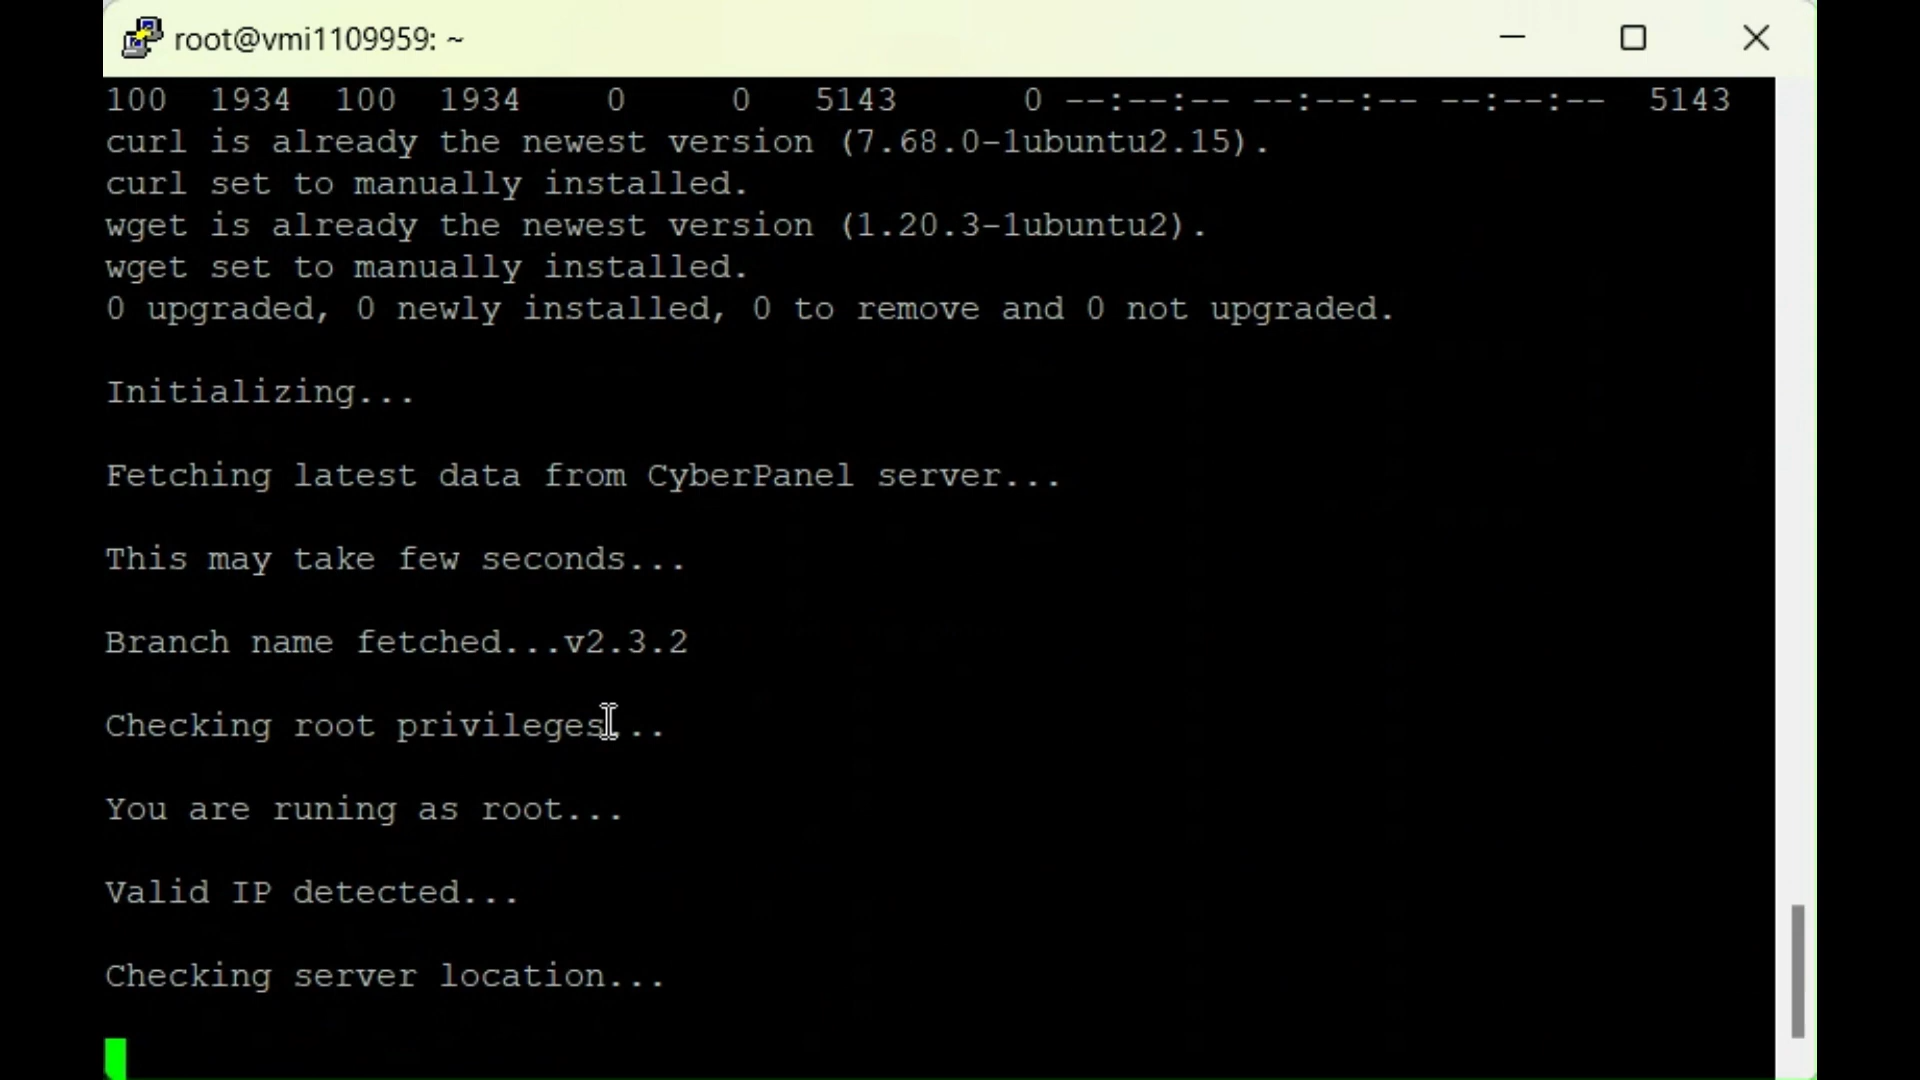 root@vmi1109959: ~
100  1934  100  1934    0     0   5143      0 --:--:-- --:--:-- --:--:--  5143
curl is already the newest version (7.68.0-1ubuntu2.15).
curl set to manually installed.
wget is already the newest version (1.20.3-1ubuntu2).
wget set to manually installed.
0 upgraded, 0 newly installed, 0 to remove and 0 not upgraded.
Initializing...
Fetching latest data from CyberPanel server...
This may take few seconds...
Branch name fetched...v2.3.2
Checking root privileges...
You are runing as root...
Valid IP detected...
Checking server location...